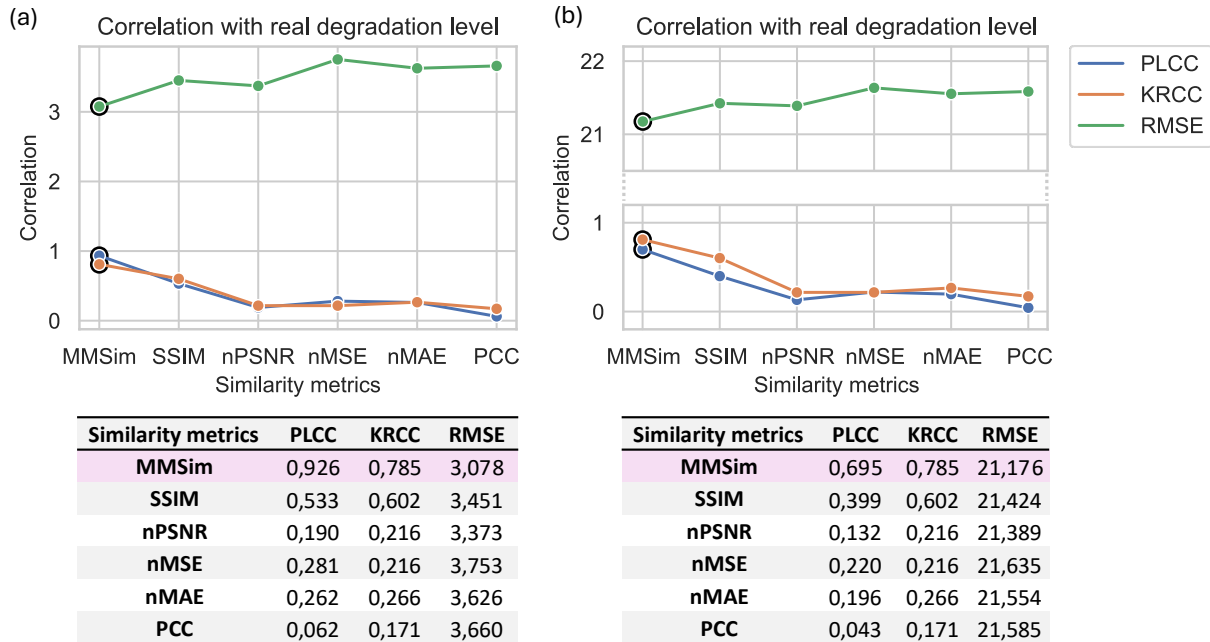 (a)
Correlation with real degradation level
3
2
1
0
Correlation
MMSim SSIM nPSNR nMSE nMAE PCC
Similarity metrics
Similarity metrics PLCC KRCC RMSE
MMSim 0,926 0,785 3,078
SSIM 0,533 0,602 3,451
nPSNR 0,190 0,216 3,373
nMSE 0,281 0,216 3,753
nMAE 0,262 0,266 3,626
PCC 0,062 0,171 3,660
(b)
Correlation with real degradation level
22
21
1
0
Correlation
MMSim SSIM nPSNR nMSE nMAE PCC
Similarity metrics
PLCC
KRCC
RMSE
Similarity metrics PLCC KRCC RMSE
MMSim 0,695 0,785 21,176
SSIM 0,399 0,602 21,424
nPSNR 0,132 0,216 21,389
nMSE 0,220 0,216 21,635
nMAE 0,196 0,266 21,554
PCC 0,043 0,171 21,585